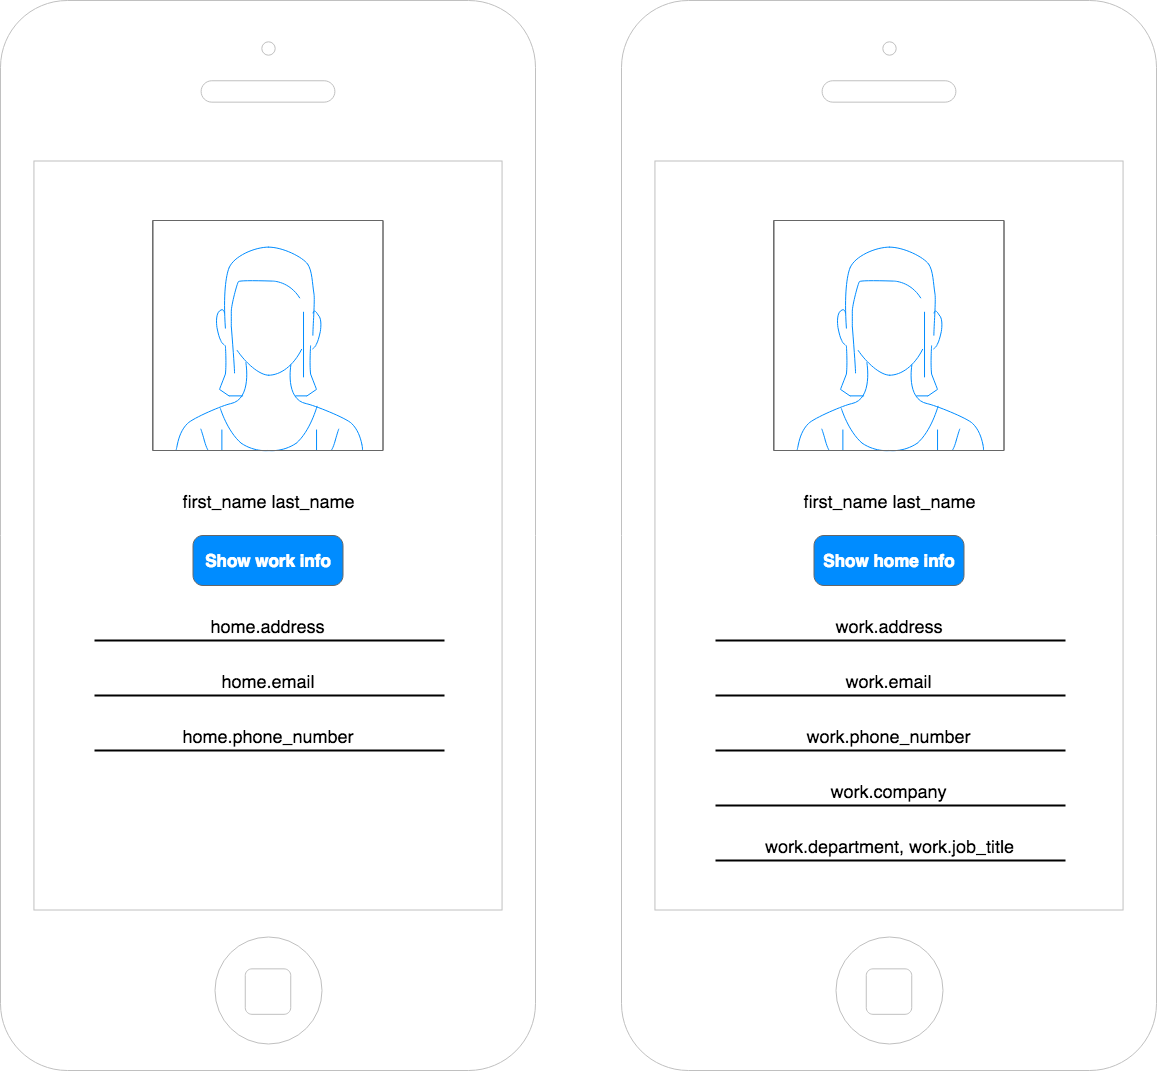 first_name last_name
Show work info
home.address
home.email
home.phone_number
first_name last_name
Show home info
work.address
work.email
work.phone_number
work.company
work.department, work.job_title